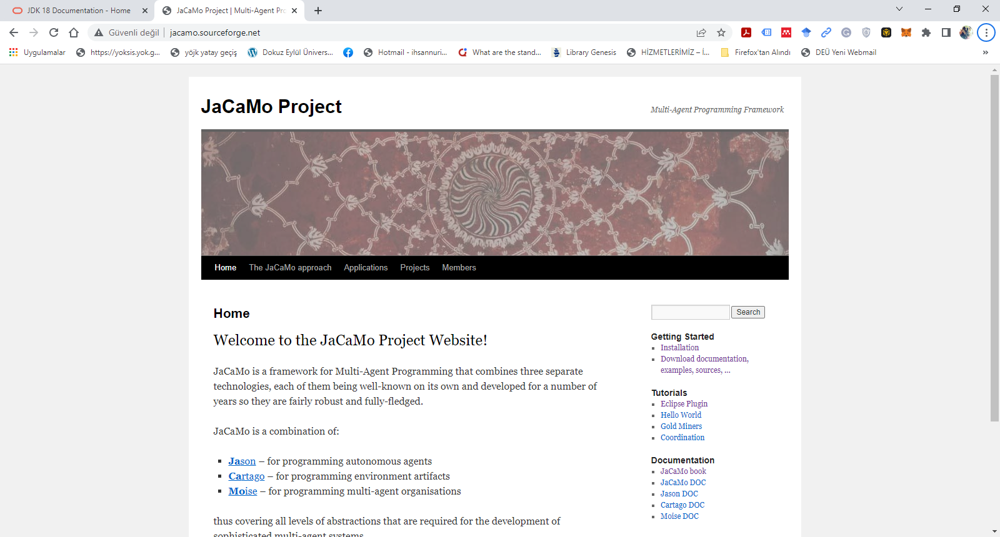 JDK 18 Documentation - Home
JaCaMo Project | Multi-Agent Pro
Güvenli değil
jacamo.sourceforge.net
Uygulamalar
https://yoksis.yok.g...
yöjk yatay geçiş
Dokuz Eylül Ünivers...
Hotmail - ihsannuri...
What are the stand...
Library Genesis
HİZMETLERİMİZ – İ...
Firefox'tan Alındı
DEÜ Yeni Webmail
»
JaCaMo Project
Multi-Agent Programming Framework
Home
The JaCaMo approach
Applications
Projects
Members
Home
Welcome to the JaCaMo Project Website!
JaCaMo is a framework for Multi-Agent Programming that combines three separate
technologies, each of them being well-known on its own and developed for a number of
years so they are fairly robust and fully-fledged.
JaCaMo is a combination of:
Jason – for programming autonomous agents
Cartago – for programming environment artifacts
Moise – for programming multi-agent organisations
thus covering all levels of abstractions that are required for the development of
sophisticated multi-agent systems.
Search
Getting Started
Installation
Download documentation,
examples, sources, ...
Tutorials
Eclipse Plugin
Hello World
Gold Miners
Coordination
Documentation
JaCaMo book
JaCaMo DOC
Jason DOC
Cartago DOC
Moise DOC